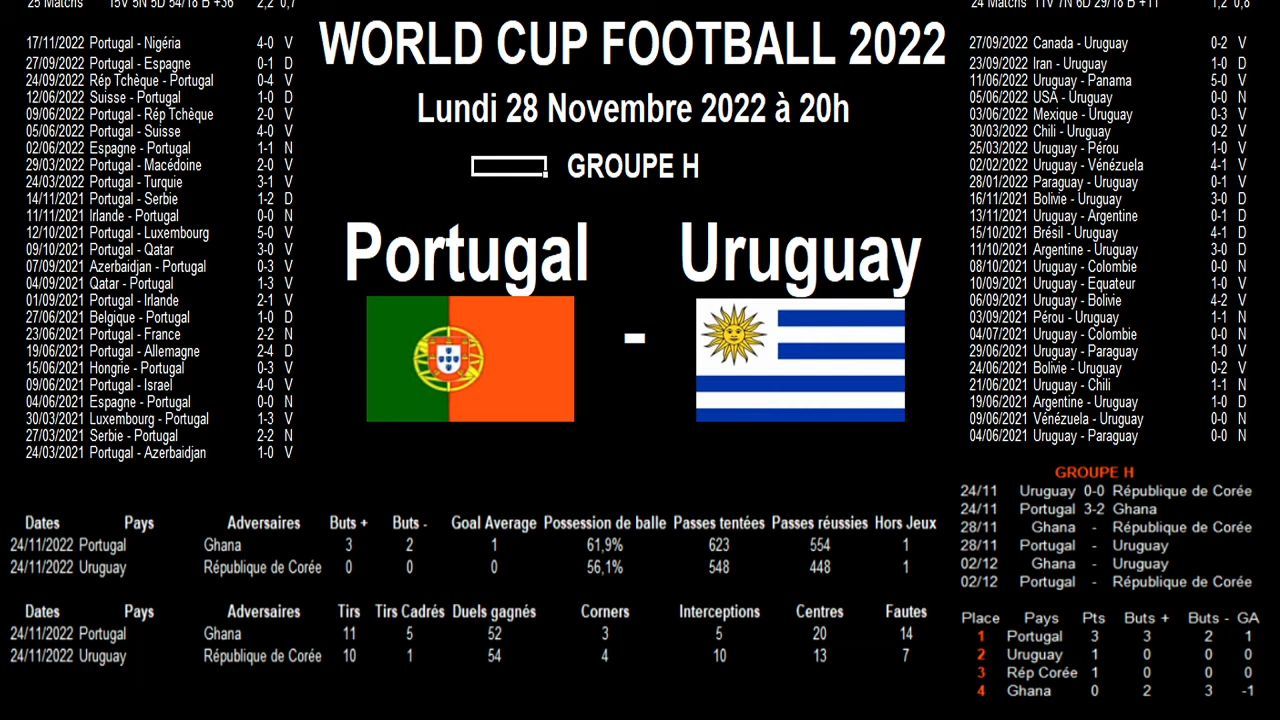 25 Matchs 15V 5N 5D 54/18 B +36 2,2 0,7
17/11/2022 Portugal - Nigéria 4-0 V
27/09/2022 Portugal - Espagne 0-1 D
24/09/2022 Rép Tchèque - Portugal 0-4 V
12/06/2022 Suisse - Portugal 1-0 D
09/06/2022 Portugal - Rép Tchèque 2-0 V
05/06/2022 Portugal - Suisse 4-0 V
02/06/2022 Espagne - Portugal 1-1 N
29/03/2022 Portugal - Macédoine 2-0 V
24/03/2022 Portugal - Turquie 3-1 V
14/11/2021 Portugal - Serbie 1-2 D
11/11/2021 Irlande - Portugal 0-0 N
12/10/2021 Portugal - Luxembourg 5-0 V
09/10/2021 Portugal - Qatar 3-0 V
07/09/2021 Azerbaidjan - Portugal 0-3 V
04/09/2021 Qatar - Portugal 1-3 V
01/09/2021 Portugal - Irlande 2-1 V
27/06/2021 Belgique - Portugal 1-0 D
23/06/2021 Portugal - France 2-2 N
19/06/2021 Portugal - Allemagne 2-4 D
15/06/2021 Hongrie - Portugal 0-3 V
09/06/2021 Portugal - Israel 4-0 V
04/06/2021 Espagne - Portugal 0-0 N
30/03/2021 Luxembourg - Portugal 1-3 V
27/03/2021 Serbie - Portugal 2-2 N
24/03/2021 Portugal - Azerbaidjan 1-0 V
WORLD CUP FOOTBALL 2022
Lundi 28 Novembre 2022 à 20h
GROUPE H
Portugal - Uruguay
24 Matchs 11V 7N 6D 29/18 B +11 1,2 0,8
27/09/2022 Canada - Uruguay 0-2 V
23/09/2022 Iran - Uruguay 1-0 D
11/06/2022 Uruguay - Panama 5-0 V
05/06/2022 USA - Uruguay 0-0 N
03/06/2022 Mexique - Uruguay 0-3 V
30/03/2022 Chili - Uruguay 0-2 V
25/03/2022 Uruguay - Pérou 1-0 V
02/02/2022 Uruguay - Vénézuela 4-1 V
28/01/2022 Paraguay - Uruguay 0-1 V
16/11/2021 Bolivie - Uruguay 3-0 D
13/11/2021 Uruguay - Argentine 0-1 D
15/10/2021 Brésil - Uruguay 4-1 D
11/10/2021 Argentine - Uruguay 3-0 D
08/10/2021 Uruguay - Colombie 0-0 N
10/09/2021 Uruguay - Equateur 1-0 V
06/09/2021 Uruguay - Bolivie 4-2 V
03/09/2021 Pérou - Uruguay 1-1 N
04/07/2021 Uruguay - Colombie 0-0 N
29/06/2021 Uruguay - Paraguay 1-0 V
24/06/2021 Bolivie - Uruguay 0-2 V
21/06/2021 Uruguay - Chili 1-1 N
19/06/2021 Argentine - Uruguay 1-0 D
09/06/2021 Vénézuela - Uruguay 0-0 N
04/06/2021 Uruguay - Paraguay 0-0 N
Dates Pays Adversaires Buts + Buts - Goal Average Possession de balle Passes tentées Passes réussies Hors Jeux
24/11/2022 Portugal Ghana 3 2 1 61,9% 623 554 1
24/11/2022 Uruguay République de Corée 0 0 0 56,1% 548 448 1
Dates Pays Adversaires Tirs Tirs Cadrés Duels gagnés Corners Interceptions Centres Fautes
24/11/2022 Portugal Ghana 11 5 52 3 5 20 14
24/11/2022 Uruguay République de Corée 10 1 54 4 10 13 7
GROUPE H
24/11 Uruguay 0-0 République de Corée
24/11 Portugal 3-2 Ghana
28/11 Ghana - République de Corée
28/11 Portugal - Uruguay
02/12 Ghana - Uruguay
02/12 Portugal - République de Corée
Place Pays Pts Buts + Buts - GA
1 Portugal 3 3 2 1
2 Uruguay 1 0 0 0
3 Rép Corée 1 0 0 0
4 Ghana 0 2 3 -1